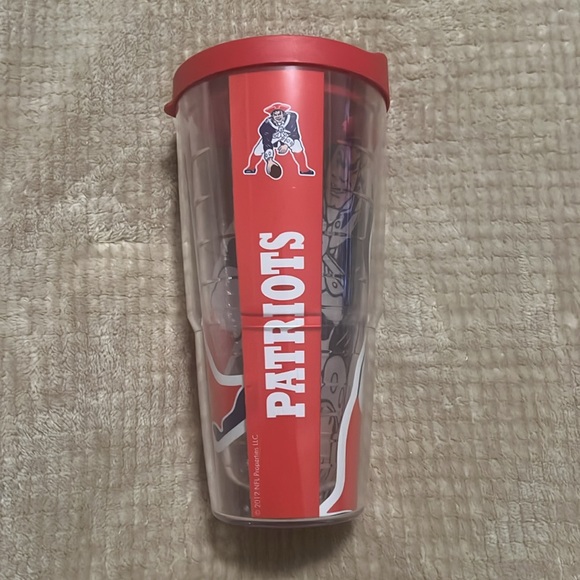 PATRIOTS
© 2017 NFL Properties LLC